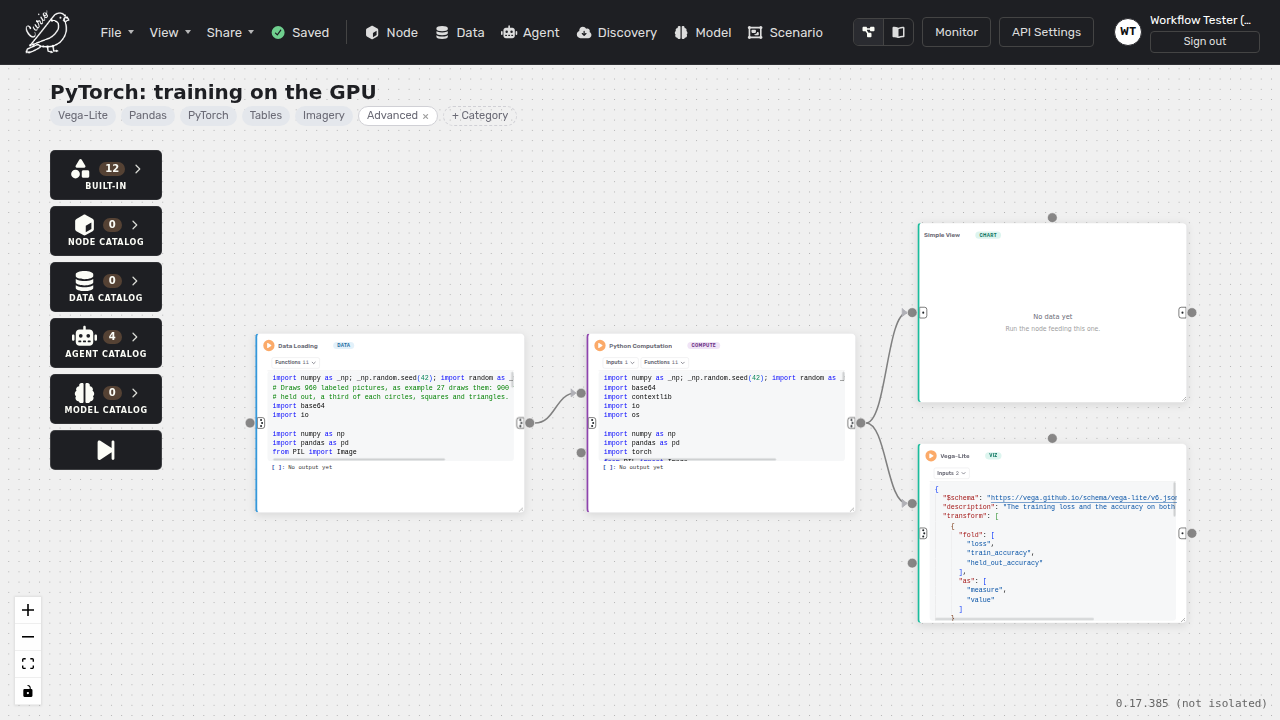 Curio
File
View
Share
Saved
Node
Data
Agent
Discovery
Model
Scenario
Monitor
API Settings
WT
Workflow Tester (...
Sign out
PyTorch: training on the GPU
Vega-Lite
Pandas
PyTorch
Tables
Imagery
Advanced ×
+ Category
12
BUILT-IN
0
NODE CATALOG
0
DATA CATALOG
4
AGENT CATALOG
0
MODEL CATALOG
Data Loading
DATA
Functions 11
import numpy as _np; _np.random.seed(42); import random as _
# Draws 960 labeled pictures, as example 27 draws them: 900
# held out, a third of each circles, squares and triangles.
import base64
import io
import numpy as np
import pandas as pd
from PIL import Image
[ ]: No output yet
Python Computation
COMPUTE
Inputs 1
Functions 11
import numpy as _np; _np.random.seed(42); import random as _
import base64
import contextlib
import io
import os
import numpy as np
import pandas as pd
import torch
from PIL import Image
[ ]: No output yet
Simple View
CHART
No data yet
Run the node feeding this one.
Vega-Lite
VIZ
Inputs 2
{
"$schema": "https://vega.github.io/schema/vega-lite/v6.json
"description": "The training loss and the accuracy on both
"transform": [
{
"fold": [
"loss",
"train_accuracy",
"held_out_accuracy"
],
"as": [
"measure",
"value"
]
}
0.17.385 (not isolated)